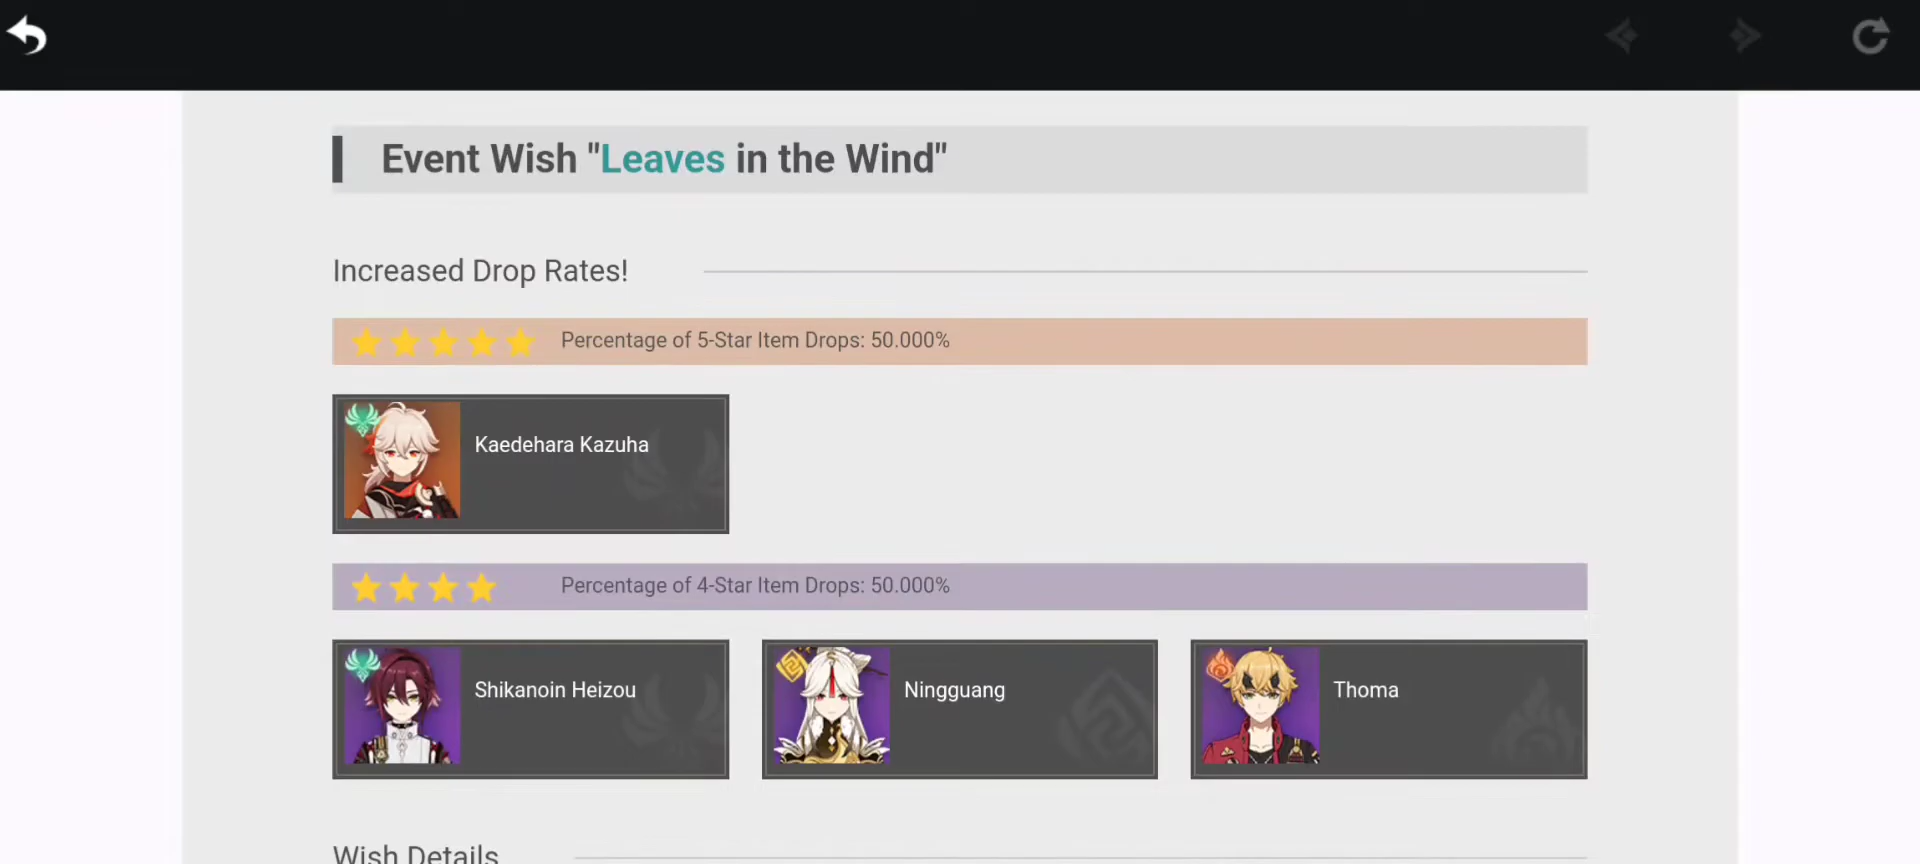 Event Wish "Leaves in the Wind"
Increased Drop Rates!
Percentage of 5-Star Item Drops: 50.000%
Kaedehara Kazuha
Percentage of 4-Star Item Drops: 50.000%
Shikanoin Heizou
Ningguang
Thoma
Wish Details